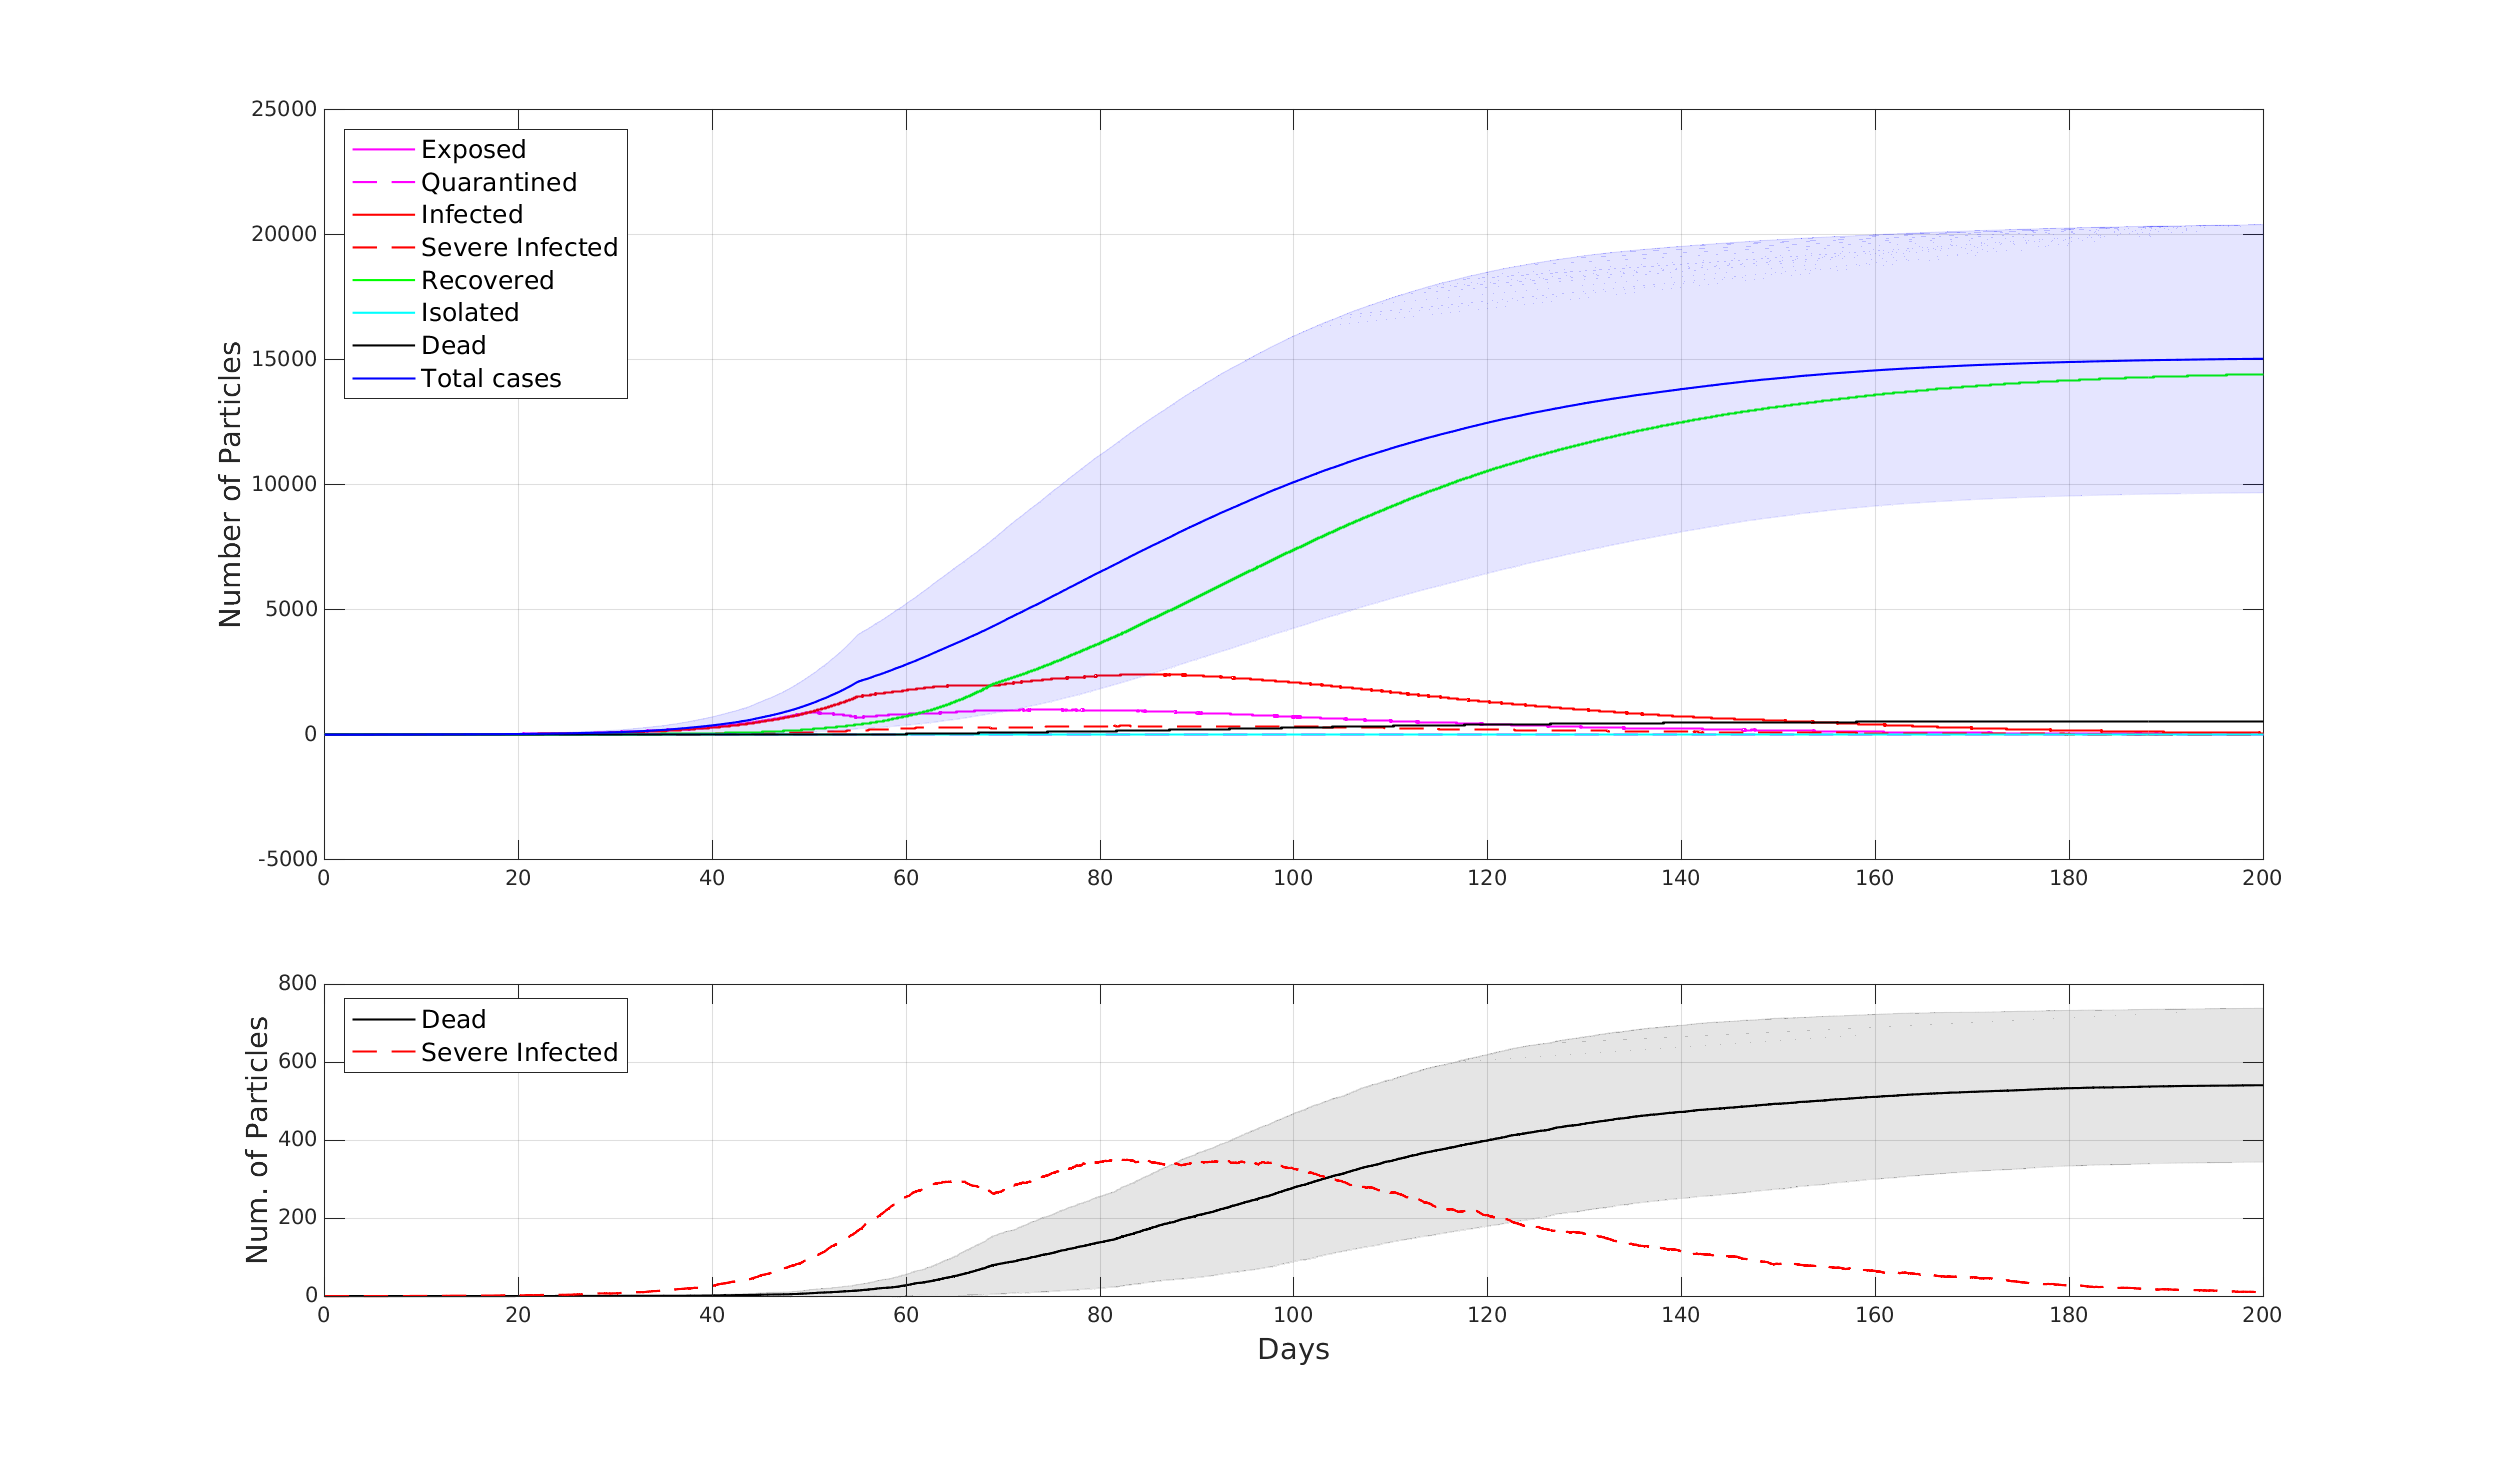 25000
20000
15000
10000
5000
0
-5000
Number of Particles
Exposed
Quarantined
Infected
Severe Infected
Recovered
Isolated
Dead
Total cases
0 20 40 60 80 100 120 140 160 180 200
800
600
400
200
0
Num. of Particles
Dead
Severe Infected
0 20 40 60 80 100 120 140 160 180 200
Days